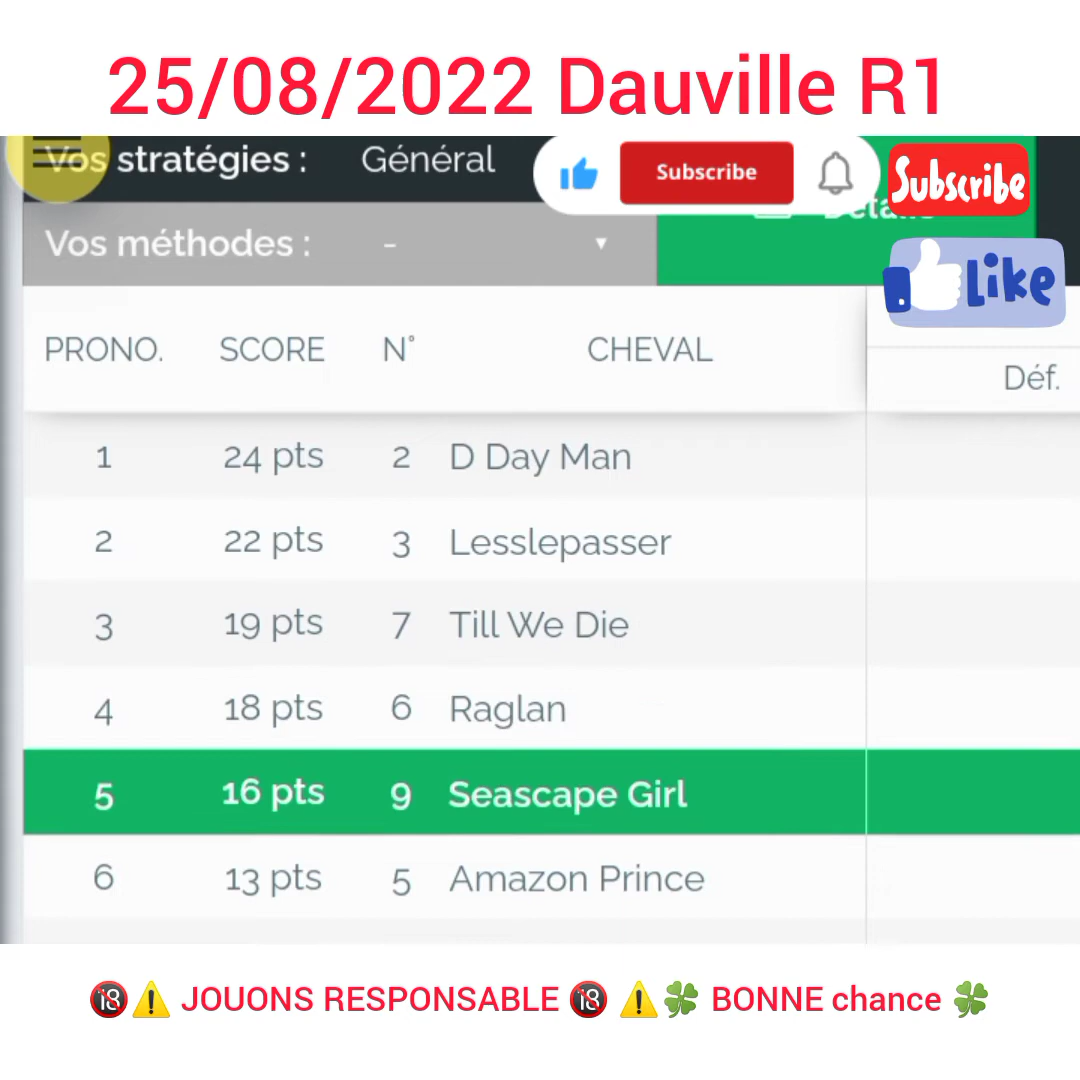 25/08/2022 Dauville R1
Vos stratégies : Général
Subscribe
Subscribe
Vos méthodes : -
Like
PRONO. SCORE N° CHEVAL
Déf.
1 24 pts 2 D Day Man
2 22 pts 3 Lesslepasser
3 19 pts 7 Till We Die
4 18 pts 6 Raglan
5 16 pts 9 Seascape Girl
6 13 pts 5 Amazon Prince
🔞⚠️ JOUONS RESPONSABLE 🔞 ⚠️🍀 BONNE chance 🍀